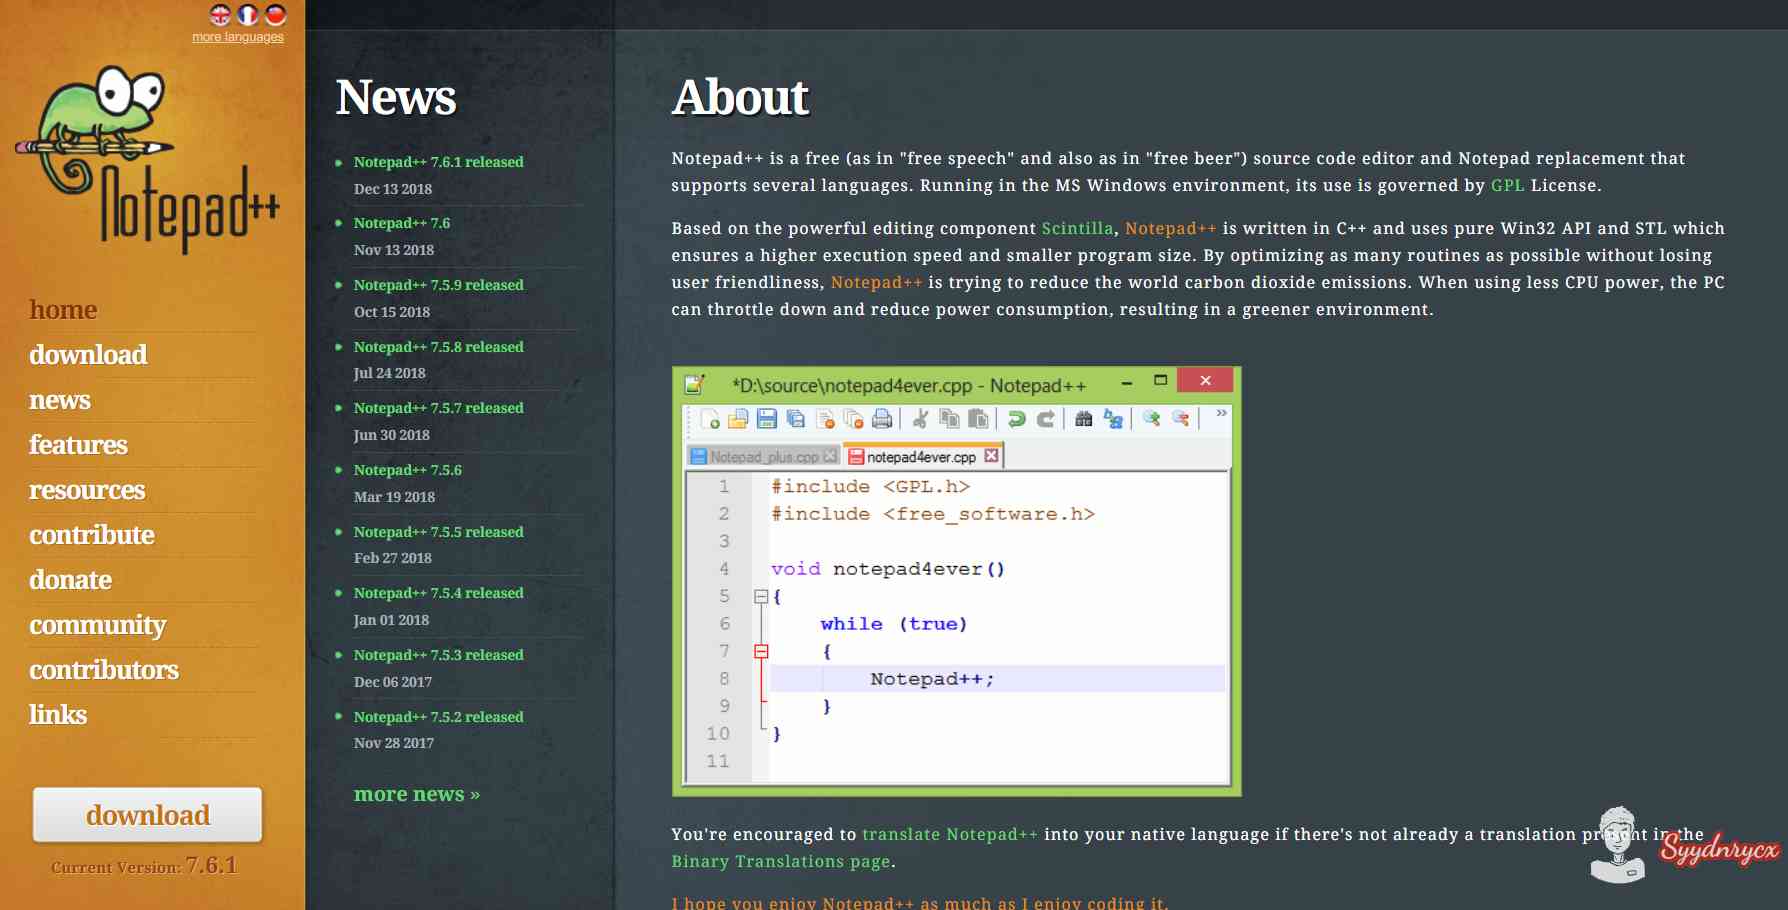 more languages
Notepad++
home
download
news
features
resources
contribute
donate
community
contributors
links
download
Current Version: 7.6.1
News
Notepad++ 7.6.1 released
Dec 13 2018
Notepad++ 7.6
Nov 13 2018
Notepad++ 7.5.9 released
Oct 15 2018
Notepad++ 7.5.8 released
Jul 24 2018
Notepad++ 7.5.7 released
Jun 30 2018
Notepad++ 7.5.6
Mar 19 2018
Notepad++ 7.5.5 released
Feb 27 2018
Notepad++ 7.5.4 released
Jan 01 2018
Notepad++ 7.5.3 released
Dec 06 2017
Notepad++ 7.5.2 released
Nov 28 2017
more news »
About
Notepad++ is a free (as in "free speech" and also as in "free beer") source code editor and Notepad replacement that
supports several languages. Running in the MS Windows environment, its use is governed by GPL License.
Based on the powerful editing component Scintilla, Notepad++ is written in C++ and uses pure Win32 API and STL which
ensures a higher execution speed and smaller program size. By optimizing as many routines as possible without losing
user friendliness, Notepad++ is trying to reduce the world carbon dioxide emissions. When using less CPU power, the PC
can throttle down and reduce power consumption, resulting in a greener environment.
*D:\source\notepad4ever.cpp - Notepad++
Notepad_plus.cpp notepad4ever.cpp
1 #include <GPL.h>
2 #include <free_software.h>
3
4 void notepad4ever()
5 {
6 while (true)
7 {
8 Notepad++;
9 }
10 }
11
You're encouraged to translate Notepad++ into your native language if there's not already a translation present in the
Binary Translations page.
I hope you enjoy Notepad++ as much as I enjoy coding it.
Syydnrycx